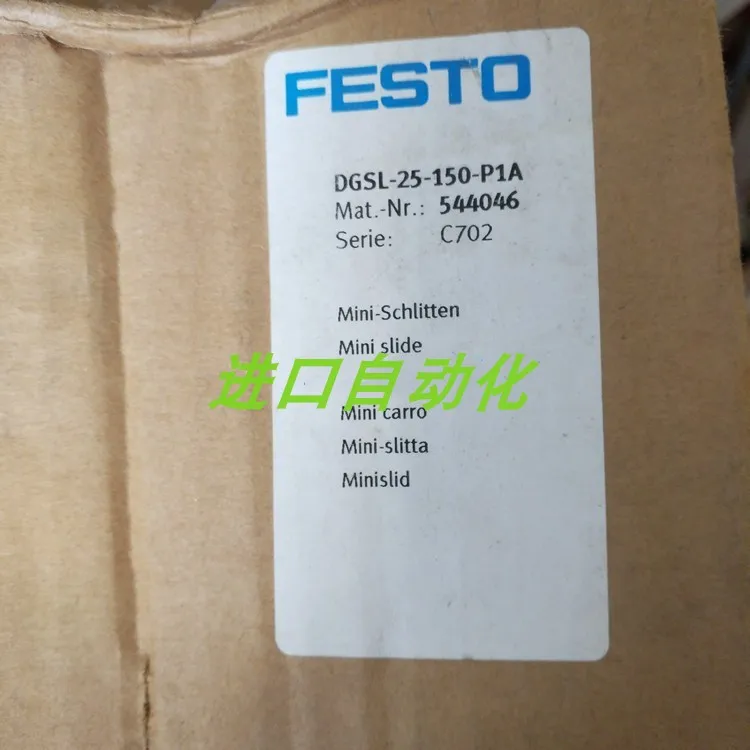 FESTO
DGSL-25-150-P1A
Mat.-Nr.: 544046
Serie: C702
Mini-Schlitten
Mini slide
进口自动化
Mini carro
Mini-slitta
Minislid